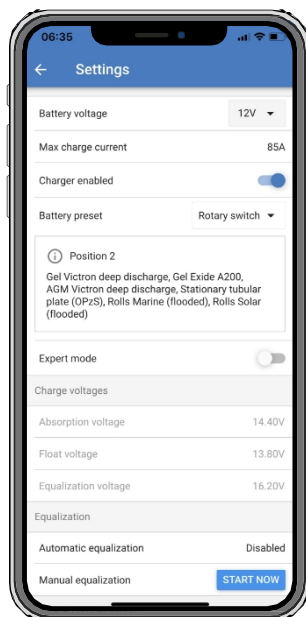 06:35
Settings
Battery voltage 12V
Max charge current 85A
Charger enabled
Battery preset Rotary switch
Position 2
Gel Victron deep discharge, Gel Exide A200,
AGM Victron deep discharge, Stationary tubular
plate (OPzS), Rolls Marine (flooded), Rolls Solar
(flooded)
Expert mode
Charge voltages
Absorption voltage 14.40V
Float voltage 13.80V
Equalization voltage 16.20V
Equalization
Automatic equalization Disabled
Manual equalization START NOW